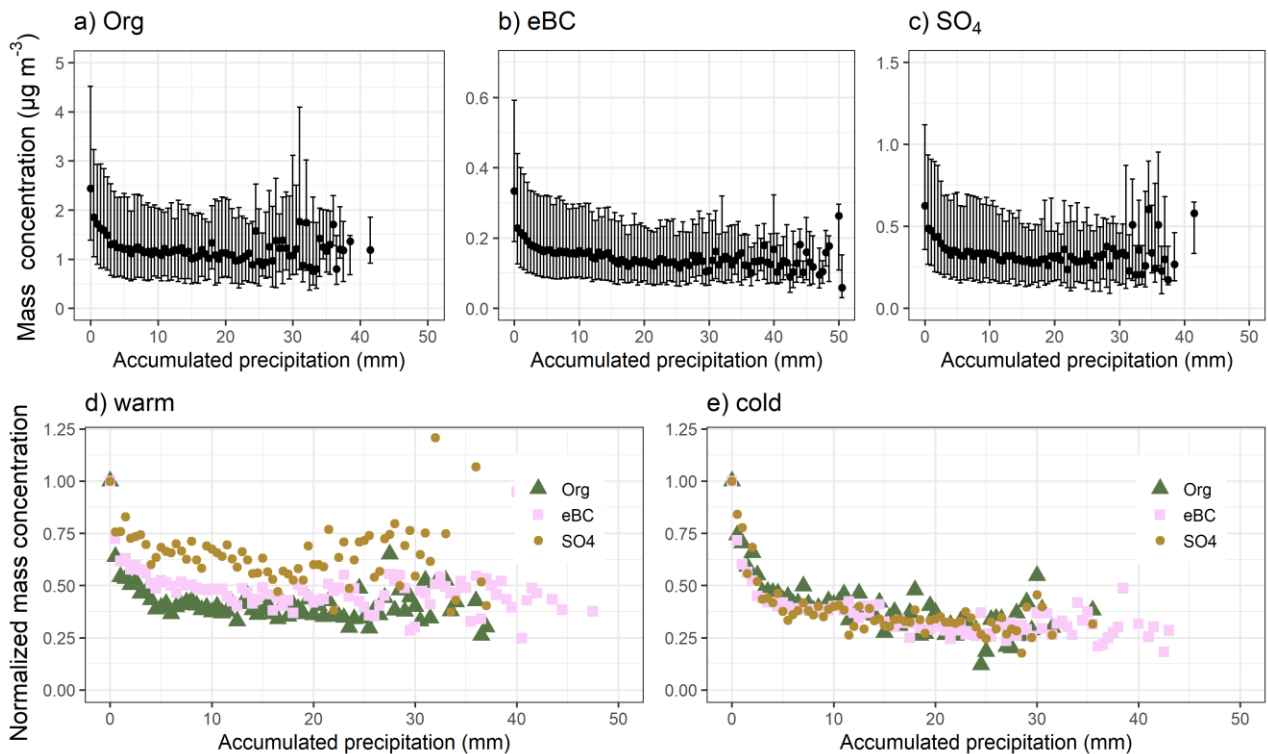 a) Org
b) eBC
c) SO₄
Mass concentration (µg m⁻³)
5
4
3
2
1
0
0.6
0.4
0.2
0.0
1.5
1.0
0.5
0.0
0 10 20 30 40 50
0 10 20 30 40 50
0 10 20 30 40 50
Accumulated precipitation (mm)
Accumulated precipitation (mm)
Accumulated precipitation (mm)
d) warm
e) cold
Normalized mass concentration
1.25
1.00
0.75
0.50
0.25
0.00
Org
eBC
SO4
1.25
1.00
0.75
0.50
0.25
0.00
Org
eBC
SO4
0 10 20 30 40 50
0 10 20 30 40 50
Accumulated precipitation (mm)
Accumulated precipitation (mm)